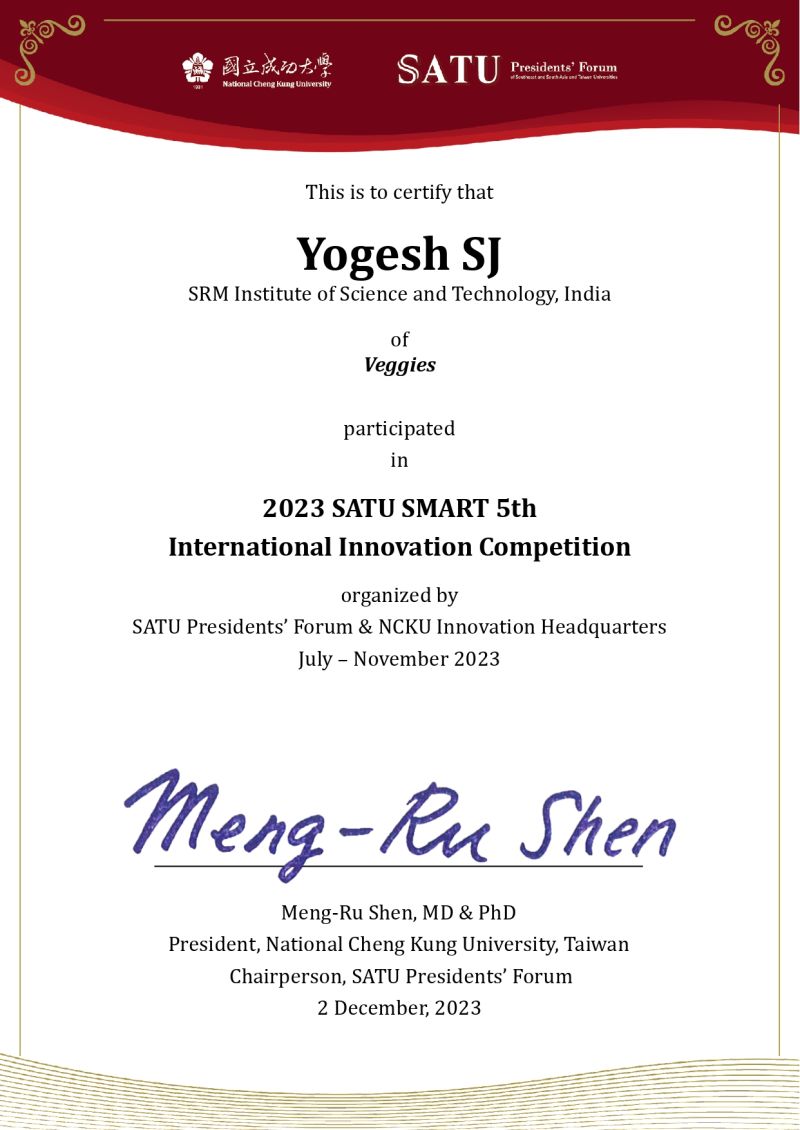 國立成功大學
National Cheng Kung University
1931
SATU Presidents' Forum
of Southeast and South Asia and Taiwan Universities
This is to certify that
Yogesh SJ
SRM Institute of Science and Technology, India
of
Veggies
participated
in
2023 SATU SMART 5th
International Innovation Competition
organized by
SATU Presidents’ Forum & NCKU Innovation Headquarters
July – November 2023
Meng-Ru Shen
Meng-Ru Shen, MD & PhD
President, National Cheng Kung University, Taiwan
Chairperson, SATU Presidents’ Forum
2 December, 2023